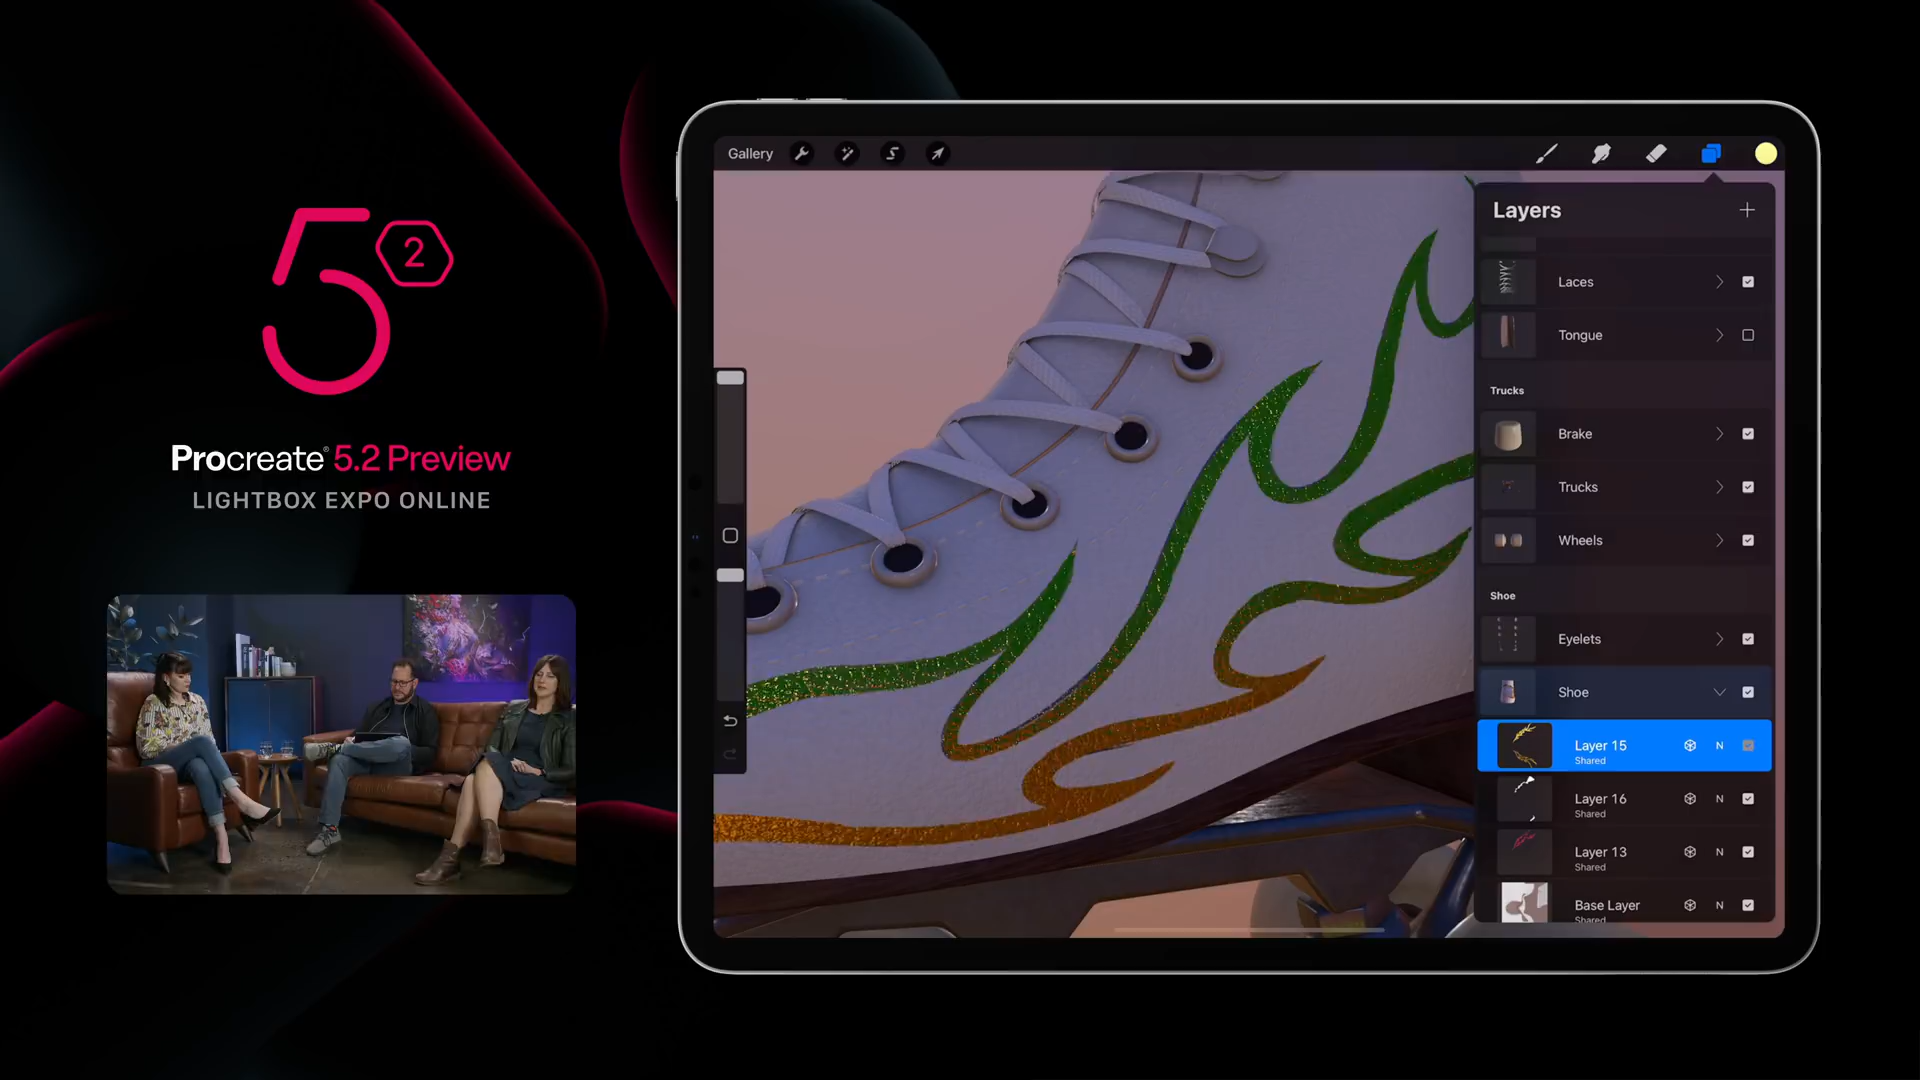 5 2
Procreate® 5.2 Preview
LIGHTBOX EXPO ONLINE
Gallery
Layers
Laces
Tongue
Trucks
Brake
Trucks
Wheels
Shoe
Eyelets
Shoe
Layer 15 N
Shared
Layer 16 N
Shared
Layer 13 N
Shared
Base Layer N
Shared